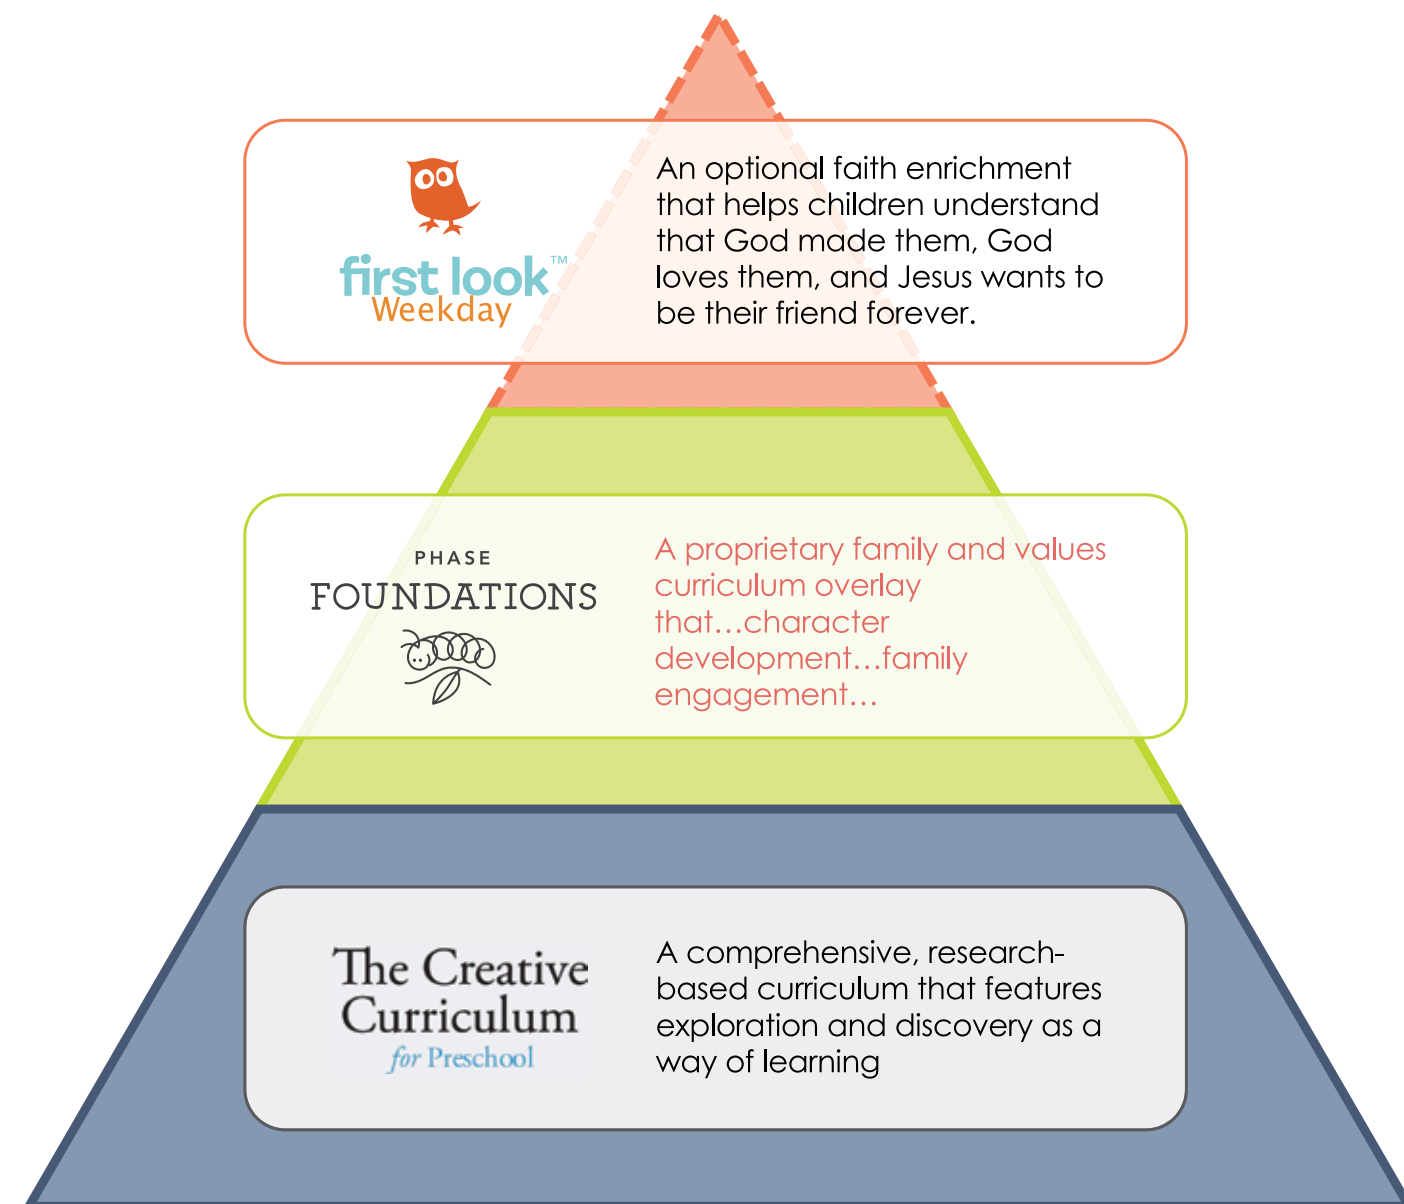 first look™
Weekday
An optional faith enrichment
that helps children understand
that God made them, God
loves them, and Jesus wants to
be their friend forever.
PHASE
FOUNDATIONS
A proprietary family and values
curriculum overlay
that…character
development…family
engagement…
The Creative
Curriculum
for Preschool
A comprehensive, research-
based curriculum that features
exploration and discovery as a
way of learning